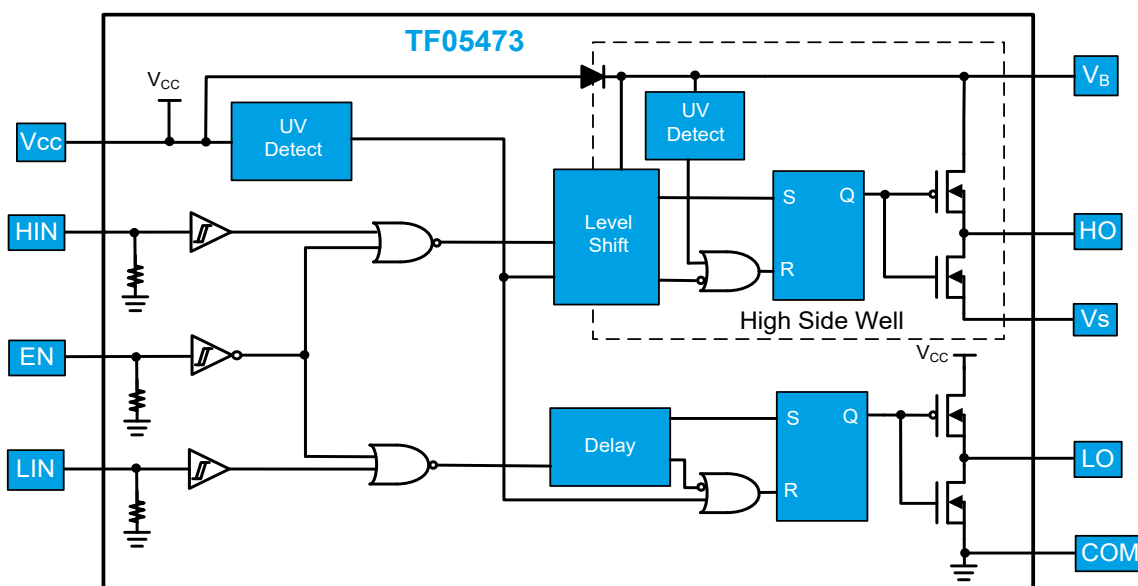 TF05473
VCC
VB
Vcc
UV
Detect
UV
Detect
HIN
Level
Shift
S
Q
R
HO
High Side Well
Vs
EN
VCC
LIN
Delay
S
Q
R
LO
COM